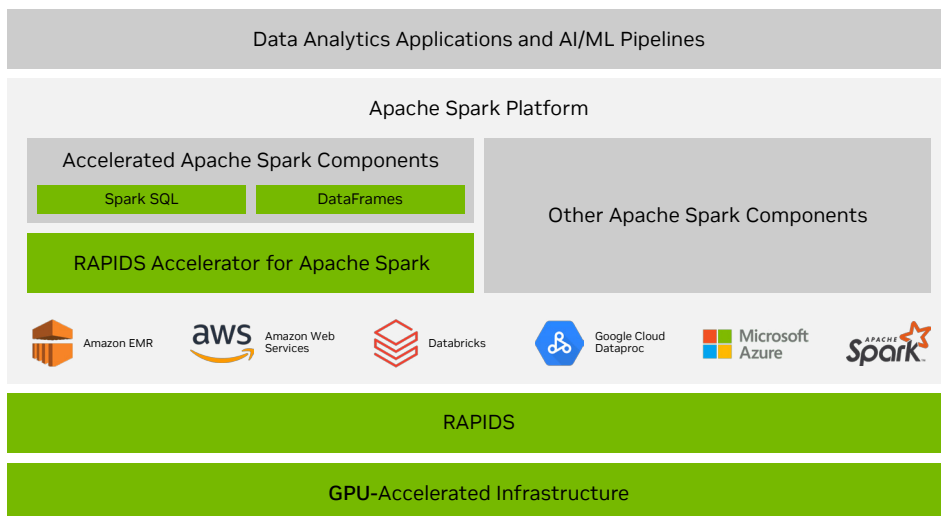 Data Analytics Applications and AI/ML Pipelines
Apache Spark Platform
Accelerated Apache Spark Components
Spark SQL
DataFrames
RAPIDS Accelerator for Apache Spark
Other Apache Spark Components
Amazon EMR
aws
Amazon Web
Services
Databricks
Google Cloud
Dataproc
Microsoft
Azure
APACHE
Spark™
RAPIDS
GPU-Accelerated Infrastructure